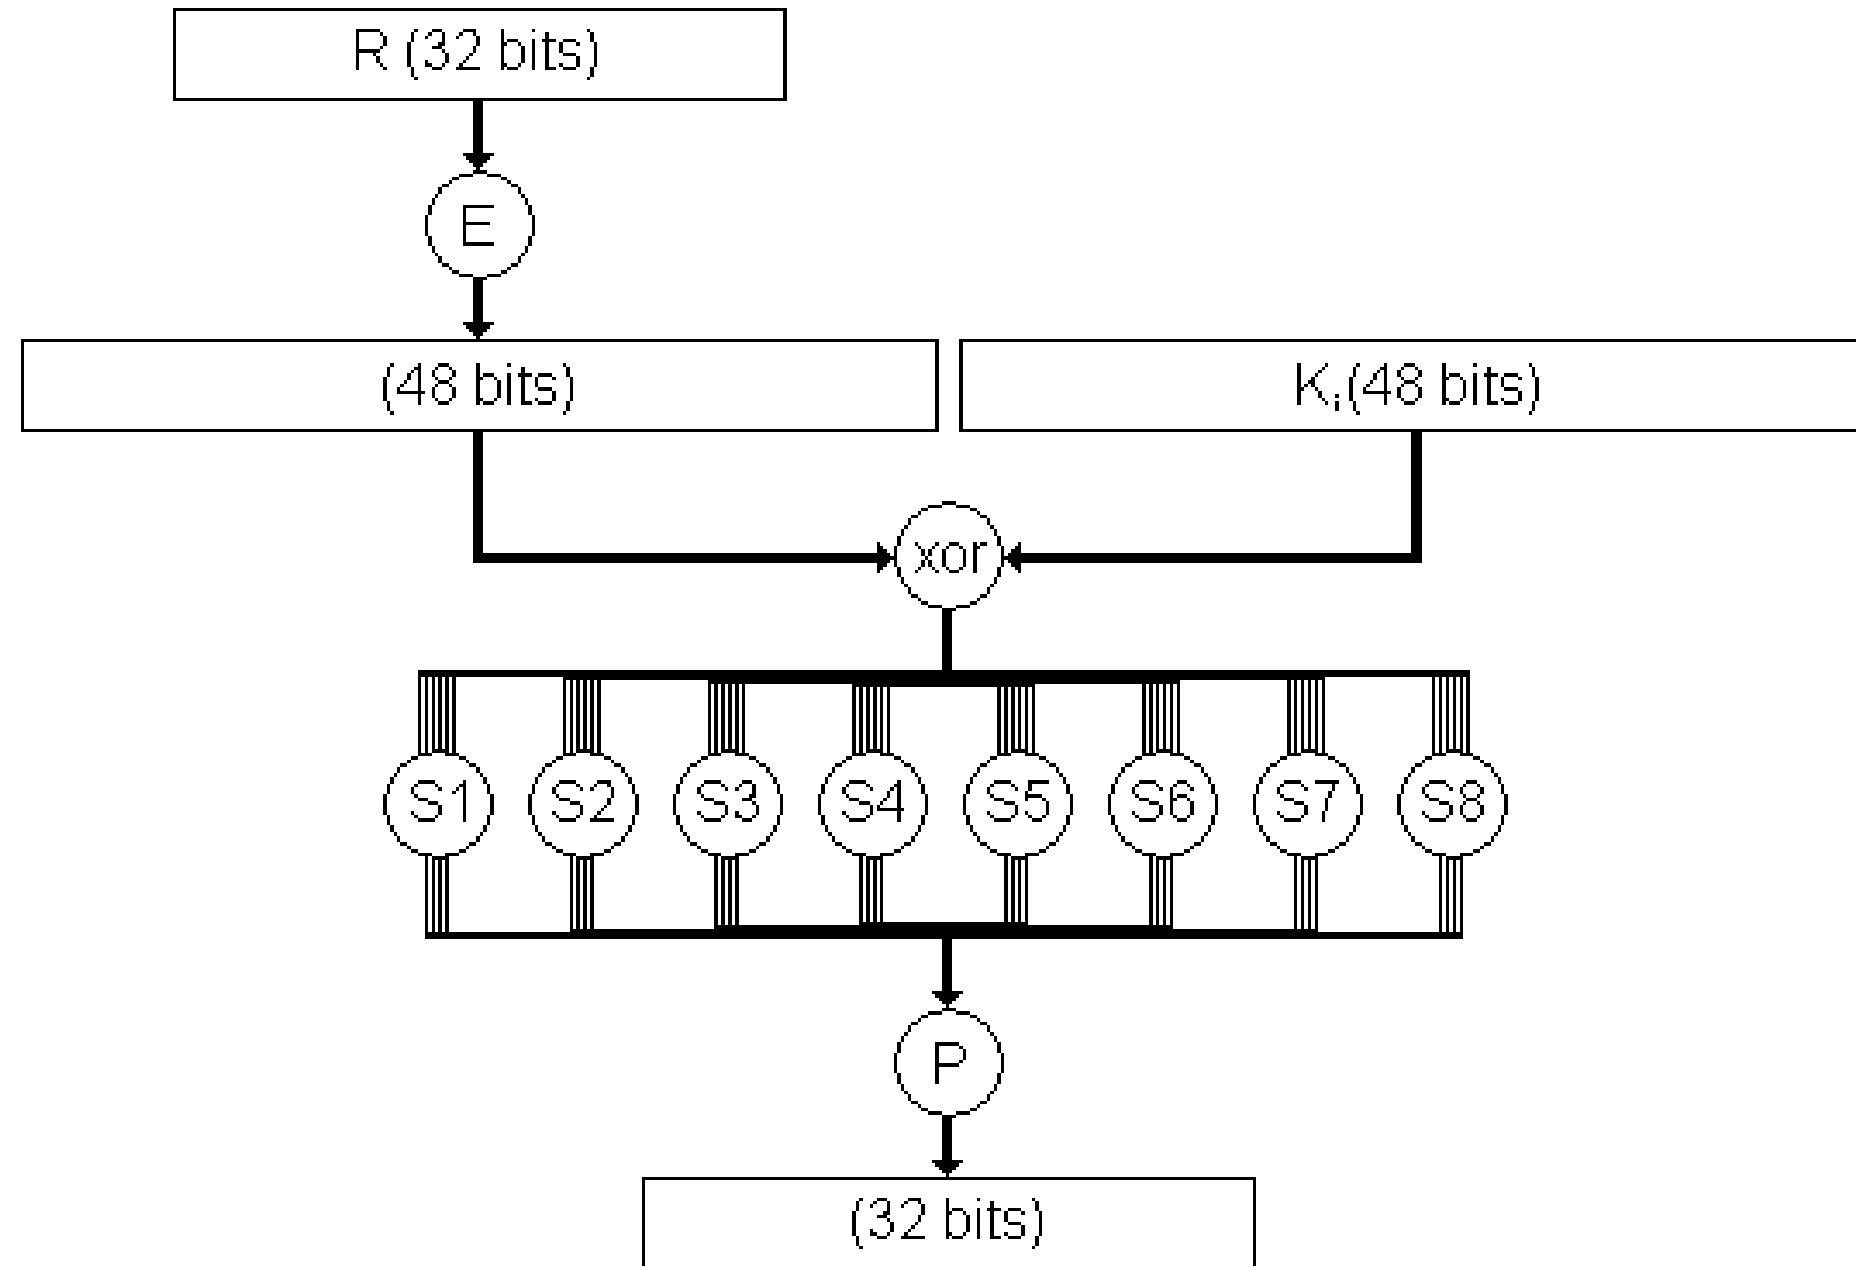 R (32 bits)
E
(48 bits)
Ki(48 bits)
xor
S1 S2 S3 S4 S5 S6 S7 S8
P
(32 bits)